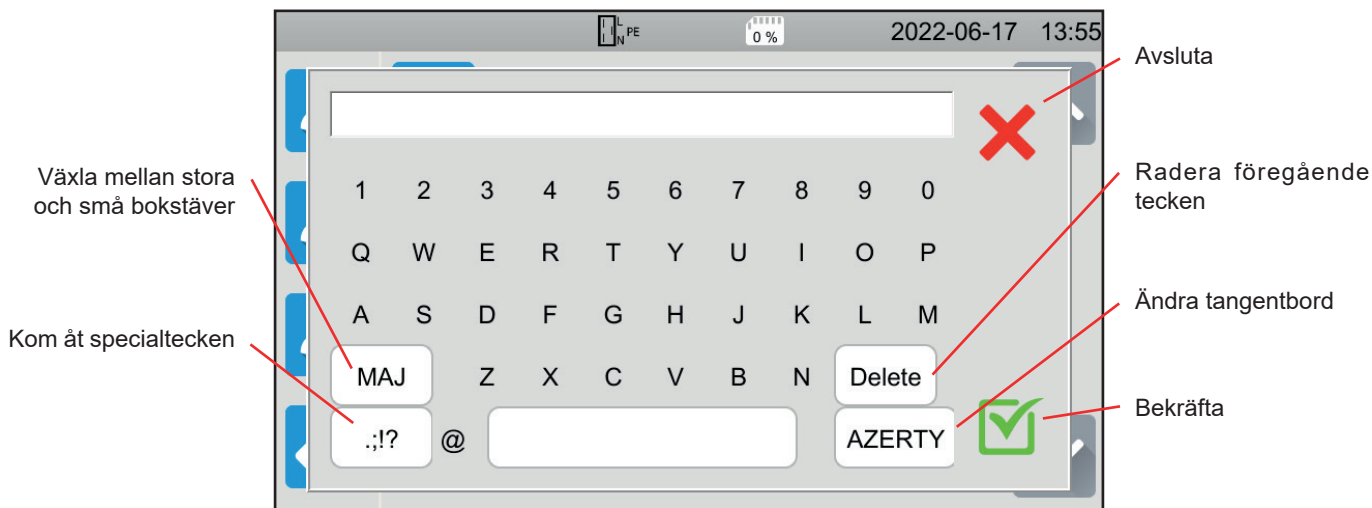 L N PE 0 % 2022-06-17 13:55
Avsluta
Växla mellan stora
och små bokstäver
Radera föregående
tecken
1 2 3 4 5 6 7 8 9 0
Q W E R T Y U I O P
A S D F G H J K L M
Ändra tangentbord
Kom åt specialtecken
MAJ Z X C V B N Delete
Bekräfta
.;!? @ AZERTY